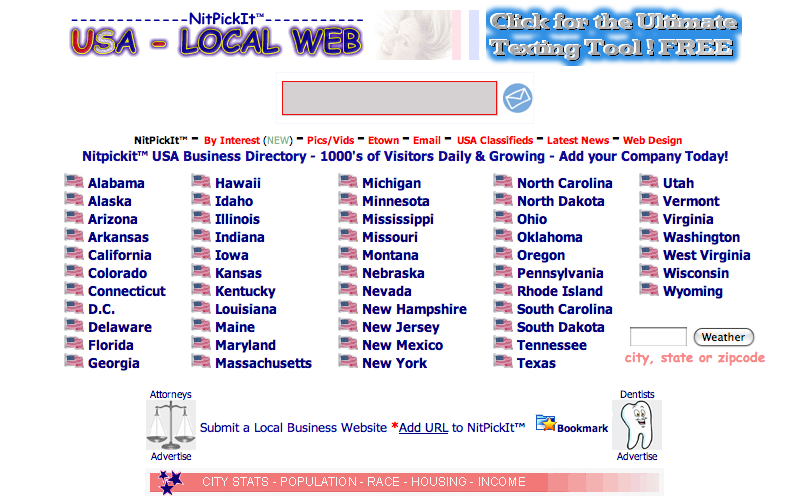 NitPickIt™
USA - LOCAL WEB
Click for the Ultimate
Texting Tool ! FREE
NitPickIt™ - By Interest (NEW) - Pics/Vids - Etown - Email - USA Classifieds - Latest News - Web Design
Nitpickit™ USA Business Directory - 1000's of Visitors Daily & Growing - Add your Company Today!
Alabama
Alaska
Arizona
Arkansas
California
Colorado
Connecticut
D.C.
Delaware
Florida
Georgia
Hawaii
Idaho
Illinois
Indiana
Iowa
Kansas
Kentucky
Louisiana
Maine
Maryland
Massachusetts
Michigan
Minnesota
Mississippi
Missouri
Montana
Nebraska
Nevada
New Hampshire
New Jersey
New Mexico
New York
North Carolina
North Dakota
Ohio
Oklahoma
Oregon
Pennsylvania
Rhode Island
South Carolina
South Dakota
Tennessee
Texas
Utah
Vermont
Virginia
Washington
West Virginia
Wisconsin
Wyoming
Weather
city, state or zipcode
Attorneys
Advertise
Submit a Local Business Website *Add URL to NitPickIt™
Bookmark
Dentists
Advertise
CITY STATS - POPULATION - RACE - HOUSING - INCOME